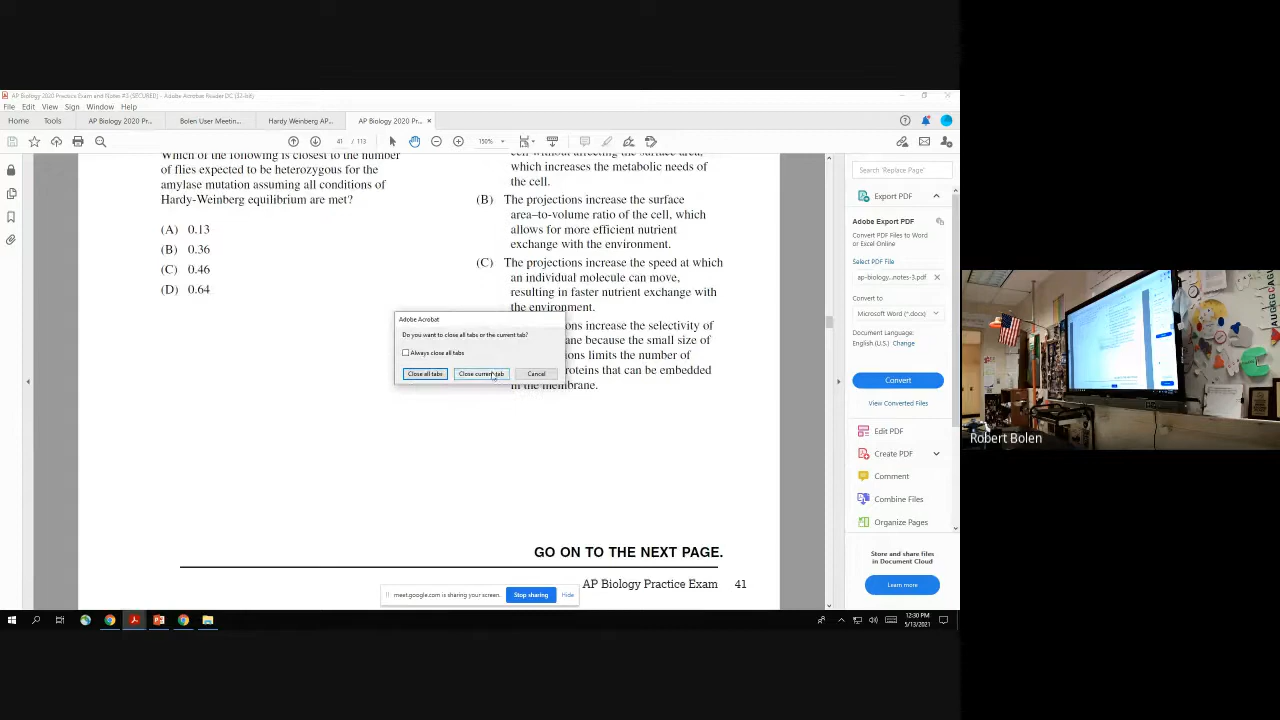 AP Biology 2020 Practice Exam and Notes #3 (SECURED) - Adobe Acrobat Reader DC (32-bit)
File Edit View Sign Window Help
Home Tools AP Biology 2020 Pr... Bolen User Meetin... Hardy Weinberg AP... AP Biology 2020 Pr... ×
41 / 113 150%
Which of the following is closest to the number
of flies expected to be heterozygous for the
amylase mutation assuming all conditions of
Hardy-Weinberg equilibrium are met?
(A) 0.13
(B) 0.36
(C) 0.46
(D) 0.64
cell without affecting the surface area,
which increases the metabolic needs of
the cell.
(B) The projections increase the surface
area–to-volume ratio of the cell, which
allows for more efficient nutrient
exchange with the environment.
(C) The projections increase the speed at which
an individual molecule can move,
resulting in faster nutrient exchange with
the environment.
ons increase the selectivity of
ane because the small size of
ons limits the number of
roteins that can be embedded
in the membrane.
Adobe Acrobat
Do you want to close all tabs or the current tab?
Always close all tabs
Close all tabs Close current tab Cancel
GO ON TO THE NEXT PAGE.
AP Biology Practice Exam 41
meet.google.com is sharing your screen. Stop sharing Hide
Search 'Replace Page'
Export PDF
Adobe Export PDF
Convert PDF Files to Word
or Excel Online
Select PDF File
ap-biology...notes-3.pdf ×
Convert to
Microsoft Word (*.docx)
Document Language:
English (U.S.) Change
Convert
View Converted Files
Edit PDF
Create PDF
Comment
Combine Files
Organize Pages
Store and share files
in Document Cloud
Learn more
12:30 PM
5/13/2021
Robert Bolen